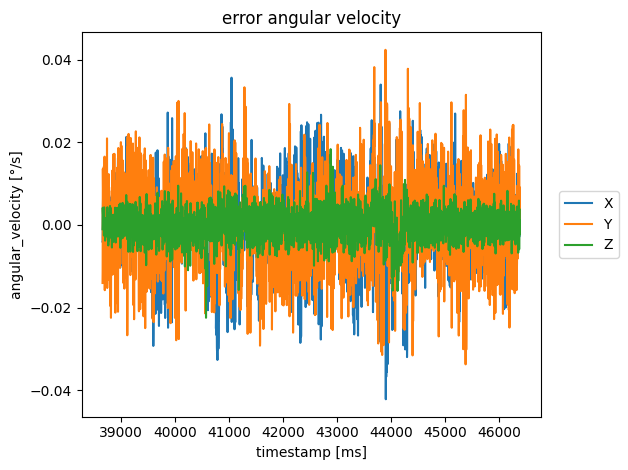 error angular velocity
angular_velocity [°/s]
0.04
0.02
0.00
−0.02
−0.04
39000 40000 41000 42000 43000 44000 45000 46000
timestamp [ms]
X
Y
Z